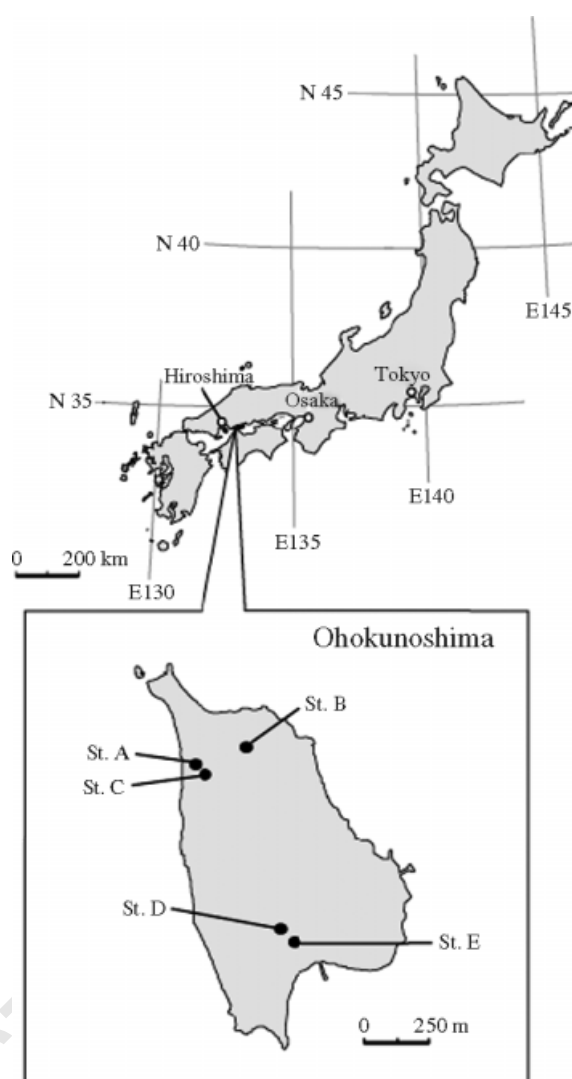 N 45
N 40
E145
Hiroshima
Tokyo
N 35
Osaka
E140
E135
0 200 km
E130
Ohokunoshima
St. B
St. A
St. C
St. D
St. E
0 250 m